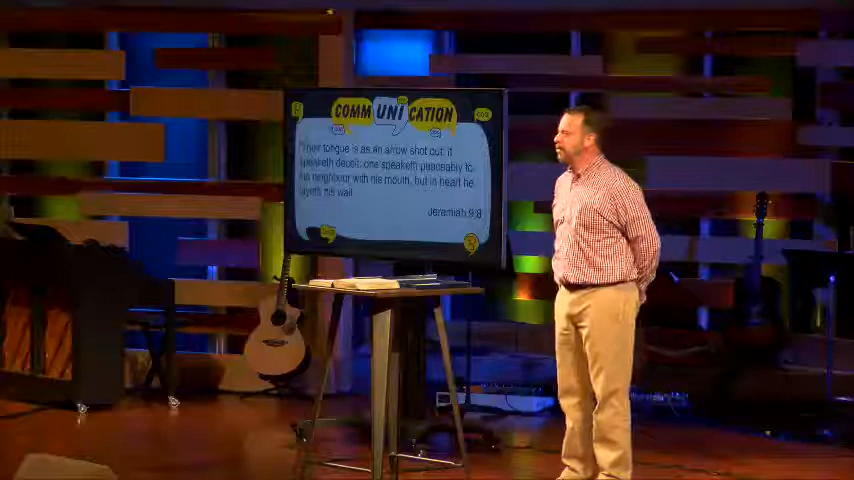 COMMUNICATION
"Their tongue is as an arrow shot out; it
speaketh deceit: one speaketh peaceably to
his neighbour with his mouth, but in heart he
layeth his wait.
Jeremiah 9:8